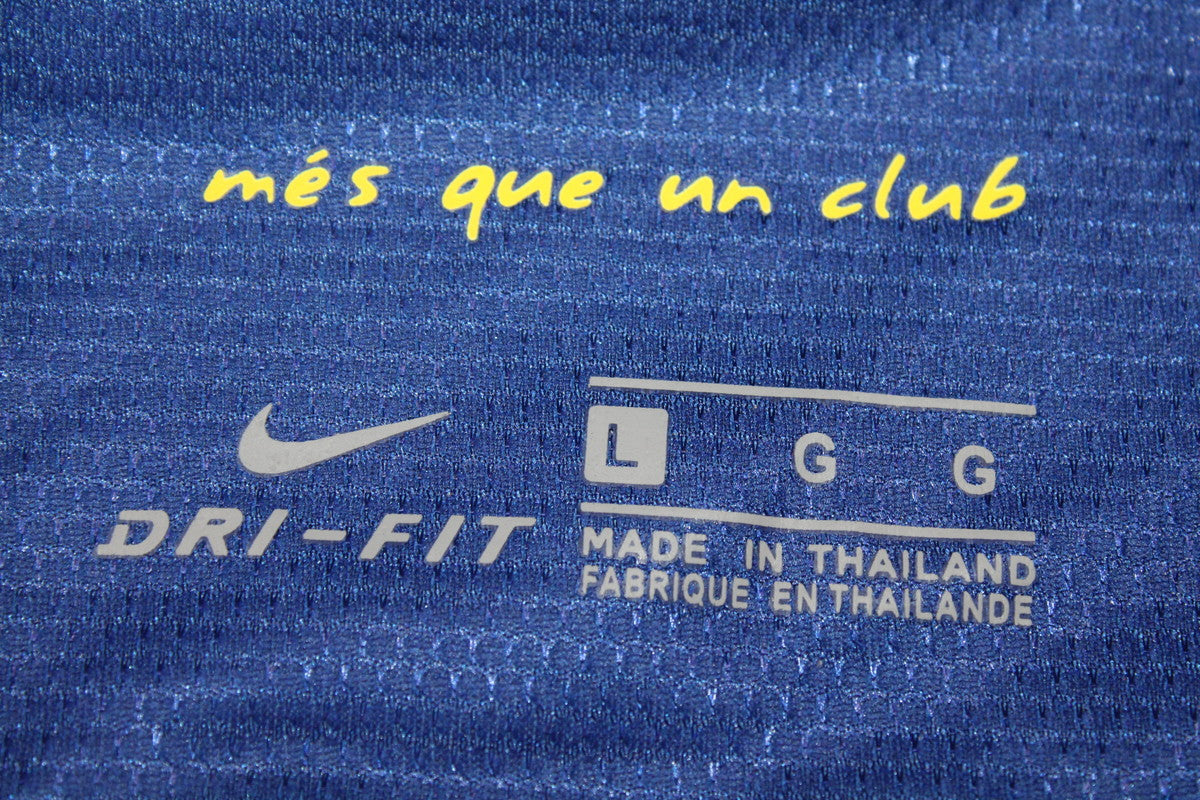 més que un club
L G G
DRI-FIT
MADE IN THAILAND
FABRIQUE EN THAILANDE